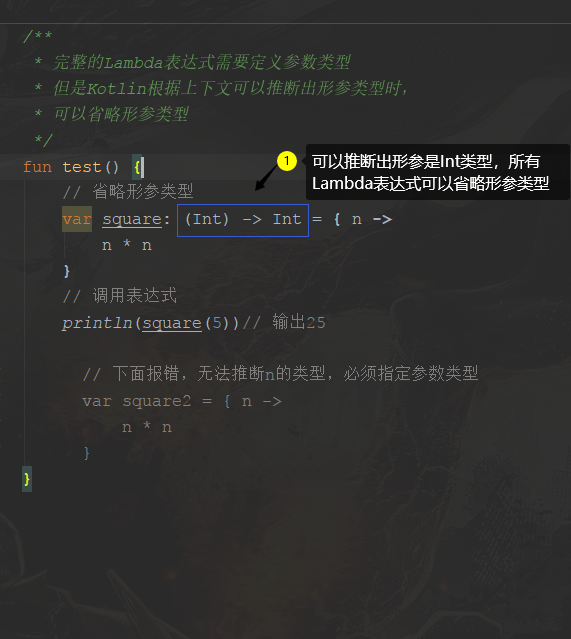 /**
 * 完整的Lambda表达式需要定义参数类型
 * 但是Kotlin根据上下文可以推断出形参类型时，
 * 可以省略形参类型
 */
fun test() {
1 可以推断出形参是Int类型，所有
Lambda表达式可以省略形参类型
    // 省略形参类型
    var square: (Int) -> Int = { n ->
        n * n
    }
    // 调用表达式
    println(square(5))// 输出25
      // 下面报错，无法推断n的类型，必须指定参数类型
      var square2 = { n ->
          n * n
      }
}